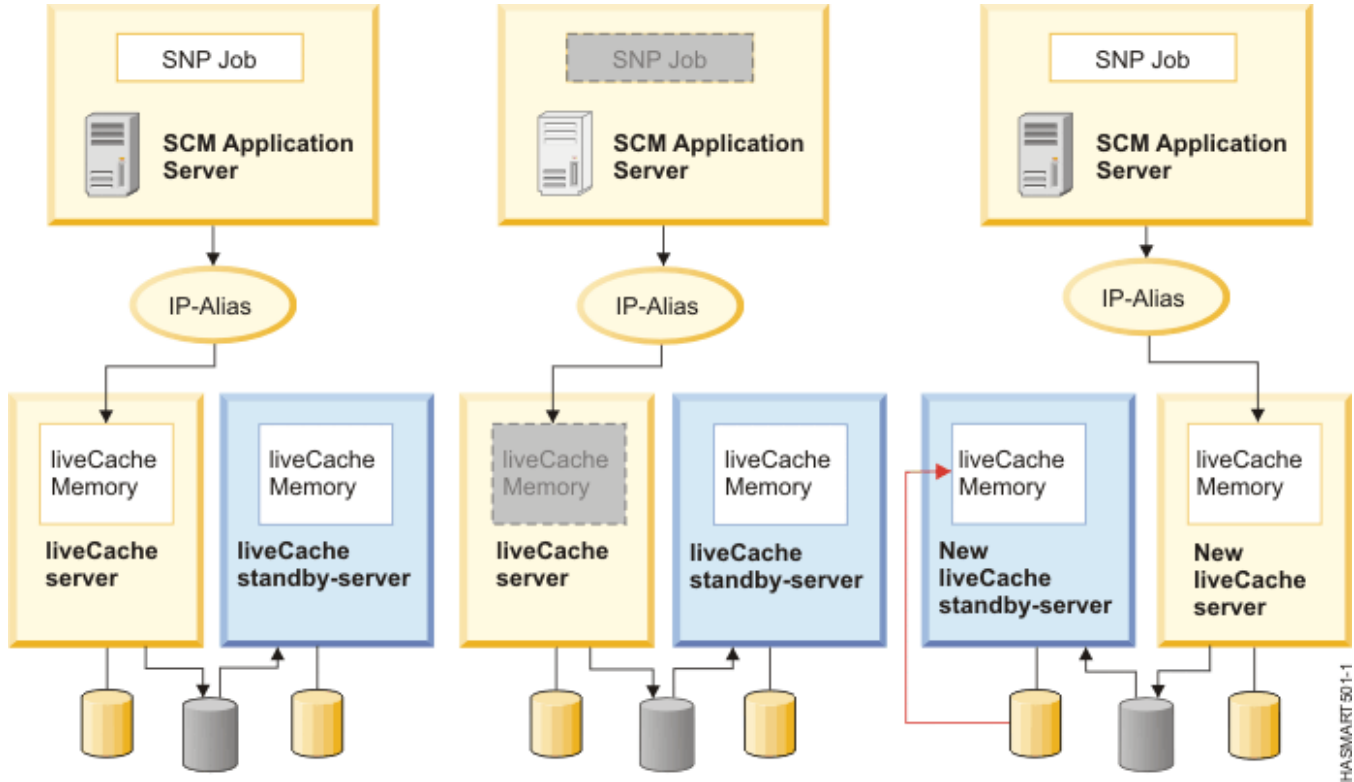 SNP Job
SCM Application
Server
IP-Alias
liveCache
Memory
liveCache
server
liveCache
Memory
liveCache
standby-server
SNP Job
SCM Application
Server
IP-Alias
liveCache
Memory
liveCache
server
liveCache
Memory
liveCache
standby-server
SNP Job
SCM Application
Server
IP-Alias
liveCache
Memory
New
liveCache
standby-server
liveCache
Memory
New
liveCache
server
HASMART501-1